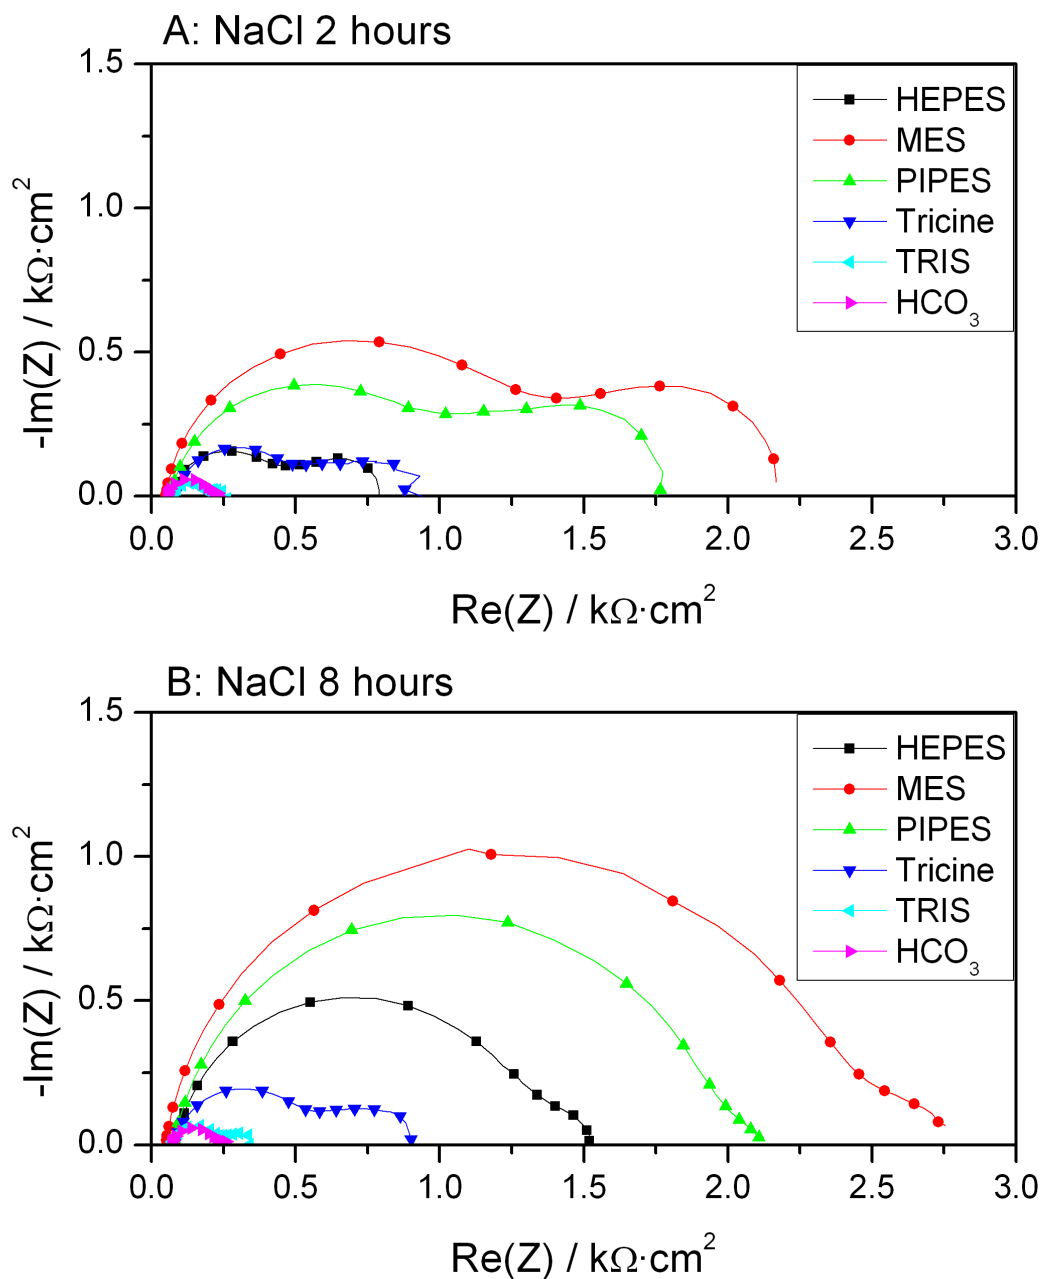 A: NaCl 2 hours
1.5
1.0
0.5
0.0
-Im(Z) / kΩ·cm²
HEPES
MES
PIPES
Tricine
TRIS
HCO₃
0.0 0.5 1.0 1.5 2.0 2.5 3.0
Re(Z) / kΩ·cm²
B: NaCl 8 hours
1.5
1.0
0.5
0.0
-Im(Z) / kΩ·cm²
HEPES
MES
PIPES
Tricine
TRIS
HCO₃
0.0 0.5 1.0 1.5 2.0 2.5 3.0
Re(Z) / kΩ·cm²